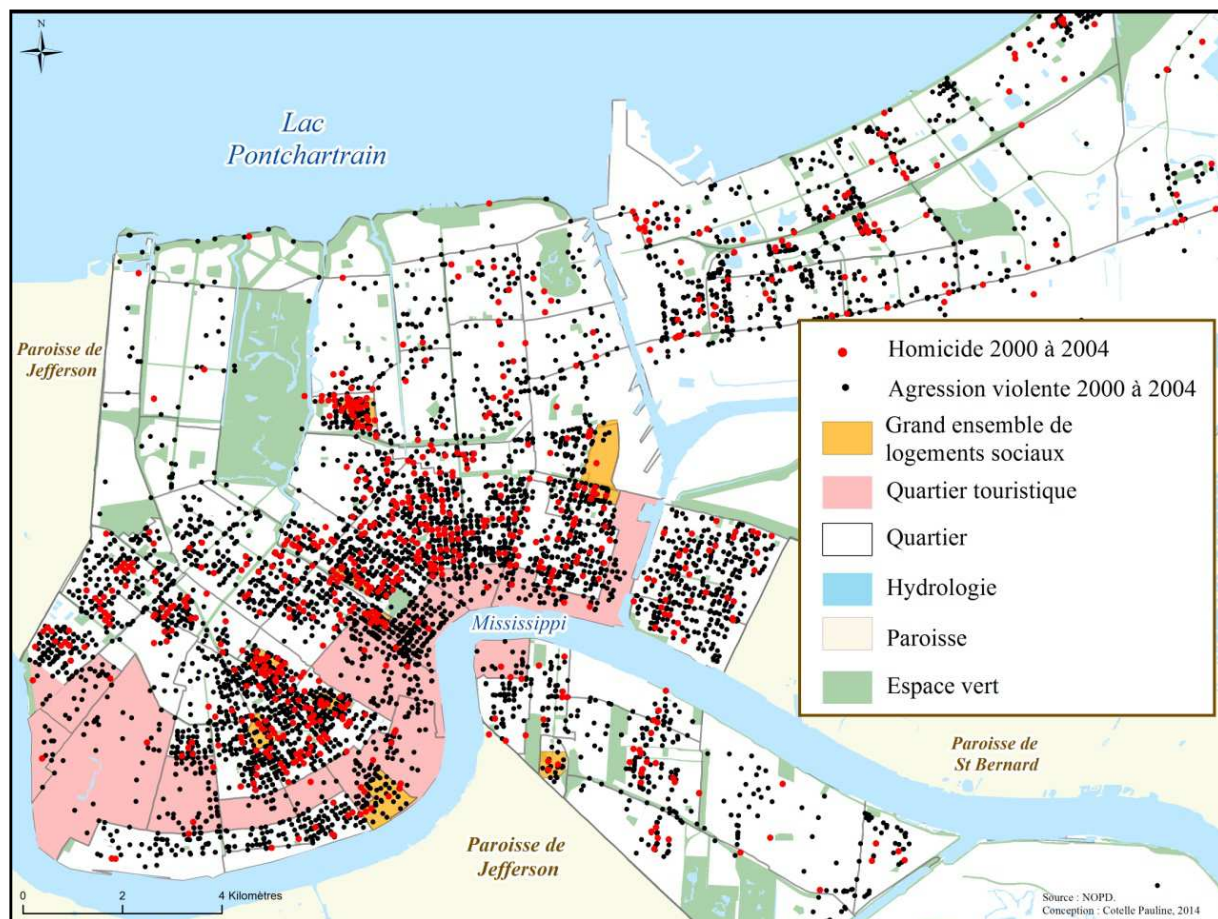 N
Lac
Pontchartrain
Paroisse de
Jefferson
Homicide 2000 à 2004
Agression violente 2000 à 2004
Grand ensemble de
logements sociaux
Quartier touristique
Quartier
Hydrologie
Paroisse
Espace vert
Mississippi
Paroisse de
St Bernard
Paroisse de
Jefferson
0 2 4 Kilomètres
Source : NOPD.
Conception : Cotelle Pauline, 2014